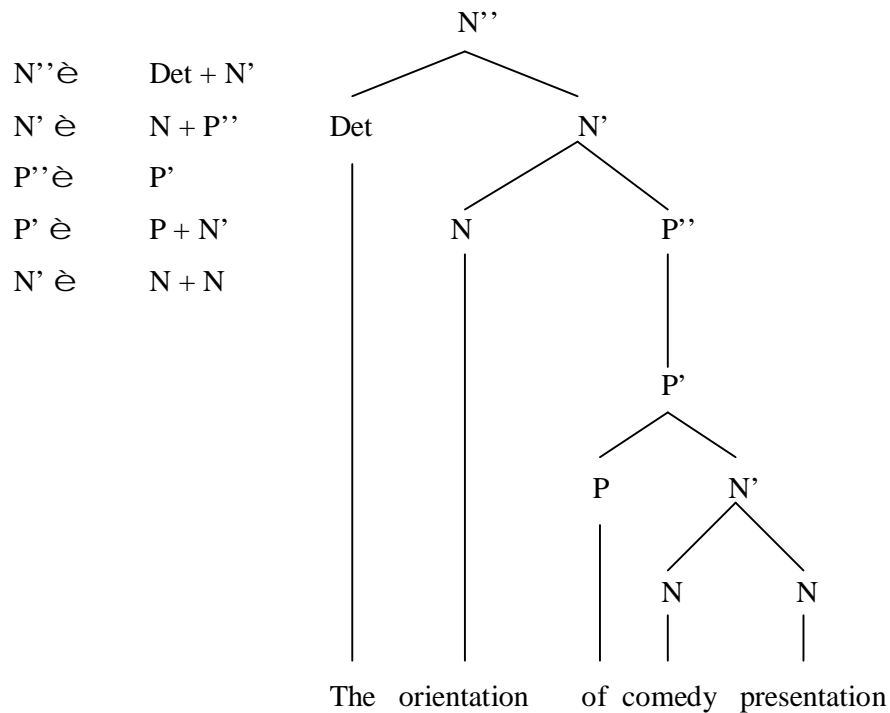 N’’
N’’è Det + N’
N’ è N + P’’ Det N’
P’’è P’
P’ è P + N’ N P’’
N’ è N + N
P’
P N’
N N
The orientation of comedy presentation